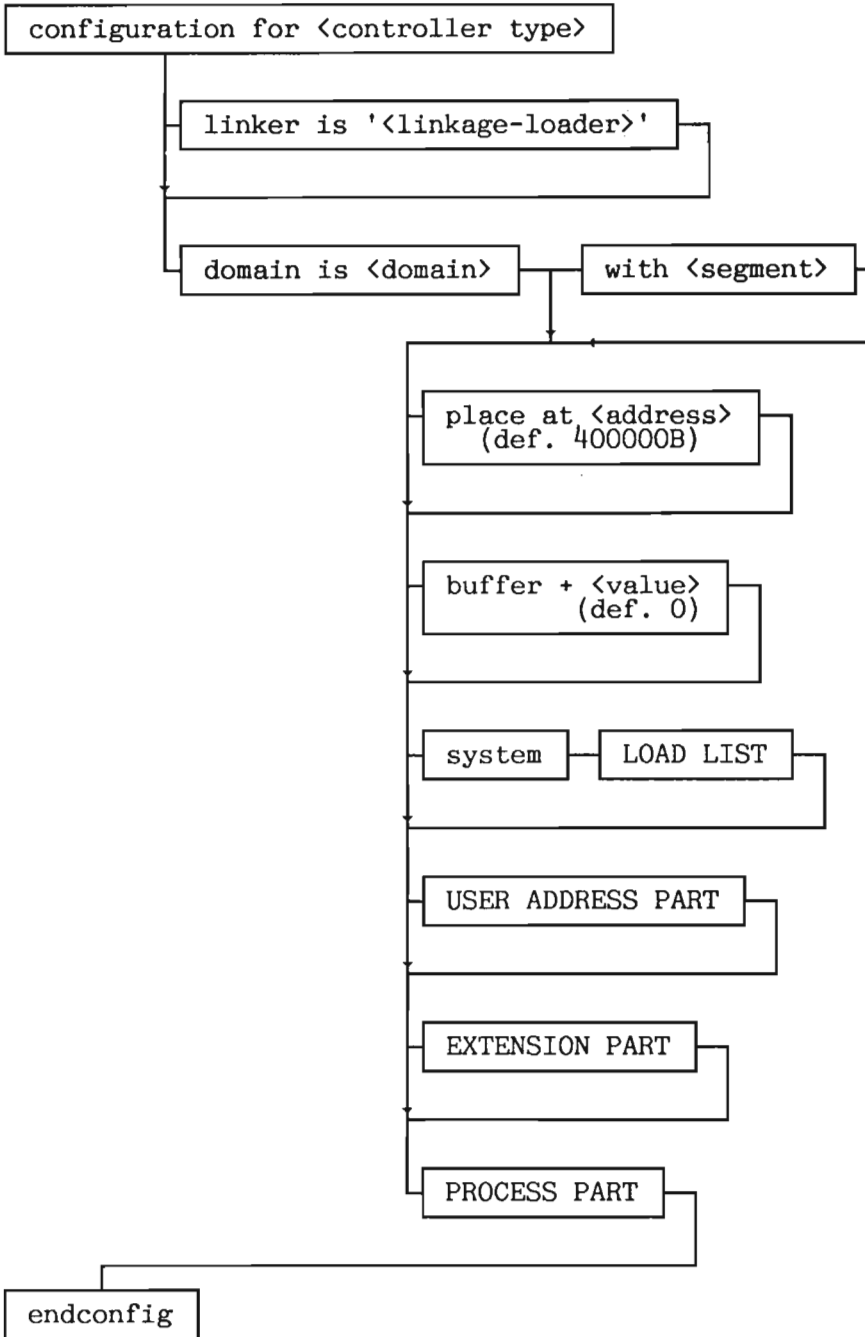 configuration for <controller type>
linker is '<linkage-loader>'
domain is <domain>
with <segment>
place at <address>
(def. 400000B)
buffer + <value>
(def. 0)
system
LOAD LIST
USER ADDRESS PART
EXTENSION PART
PROCESS PART
endconfig